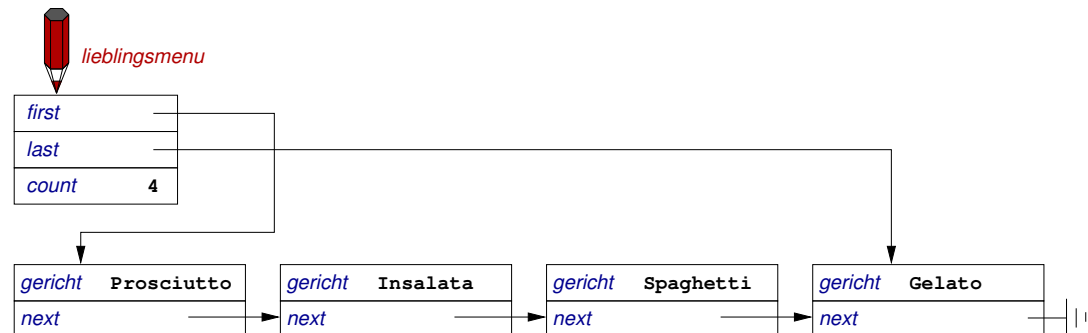 lieblingsmenu
first
last
count 4
gericht Prosciutto gericht Insalata gericht Spaghetti gericht Gelato
next next next next